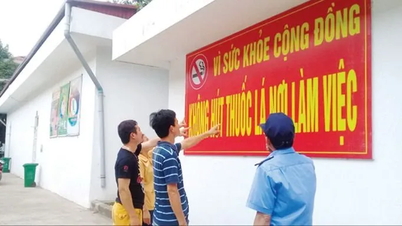 VÌ SỨC KHỎE CỘNG ĐỒNG
KHÔNG HÚT THUỐC LÁ NƠI LÀM VIỆC